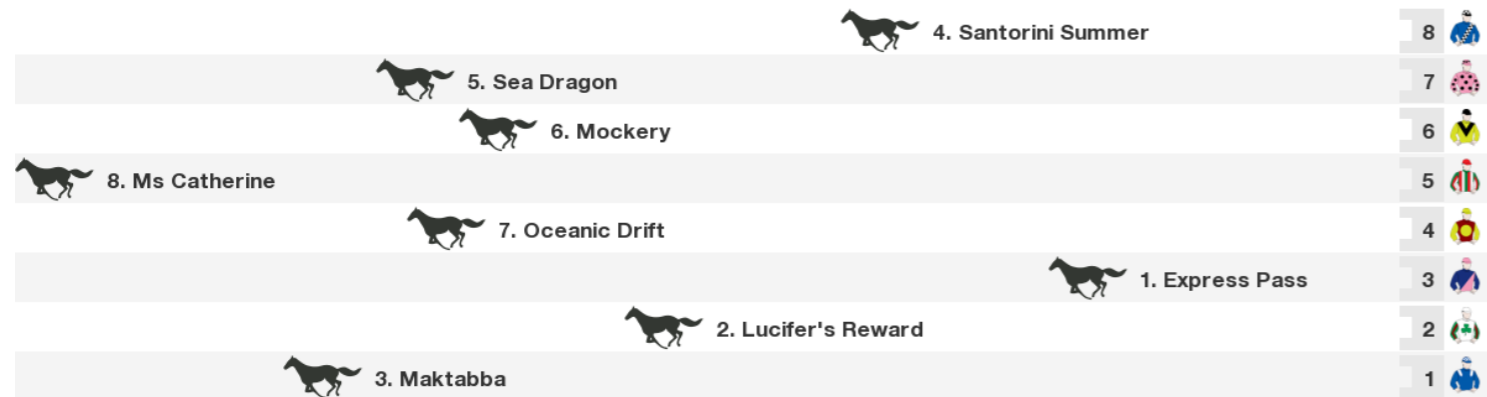 4. Santorini Summer 8
5. Sea Dragon 7
6. Mockery 6
8. Ms Catherine 5
7. Oceanic Drift 4
1. Express Pass 3
2. Lucifer's Reward 2
3. Maktabba 1